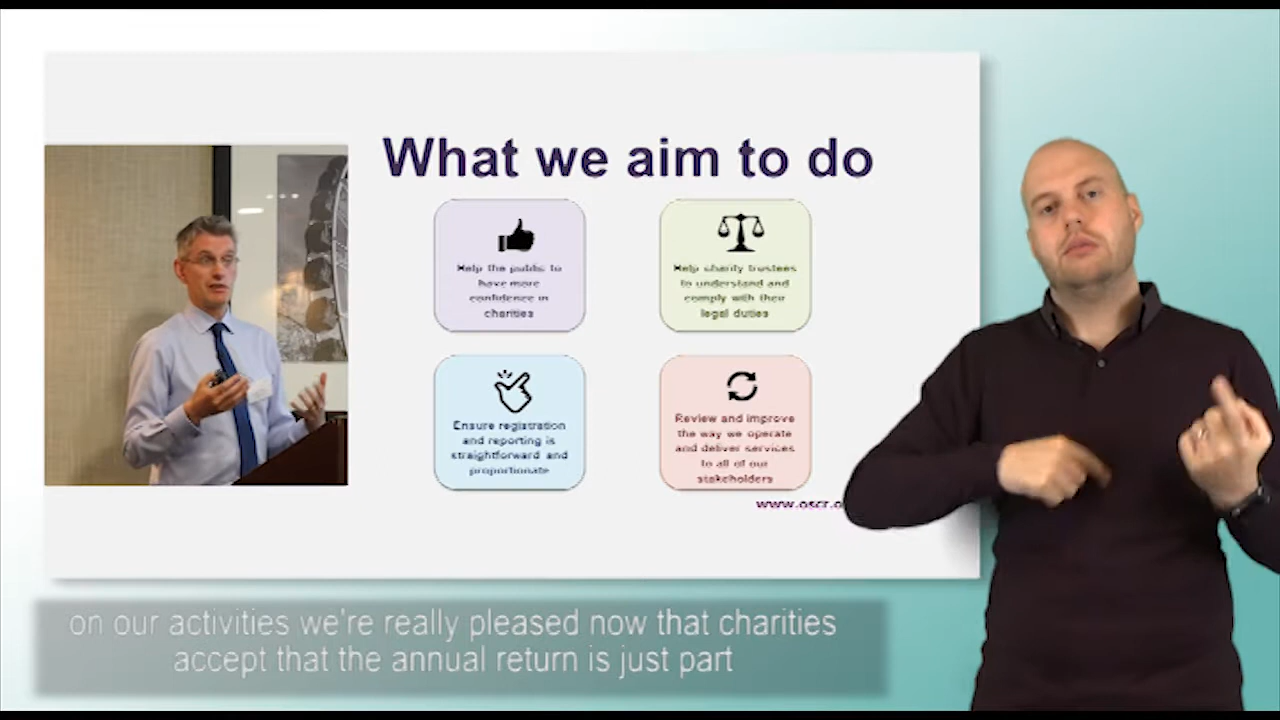 What we aim to do
Help the public to
have more
confidence in
charities
Help charity trustees
to understand and
comply with their
legal duties
Ensure registration
and reporting is
straightforward and
proportionate
Review and improve
the way we operate
and deliver services
to all of our
stakeholders
www.oscr.o
on our activities we're really pleased now that charities
accept that the annual return is just part